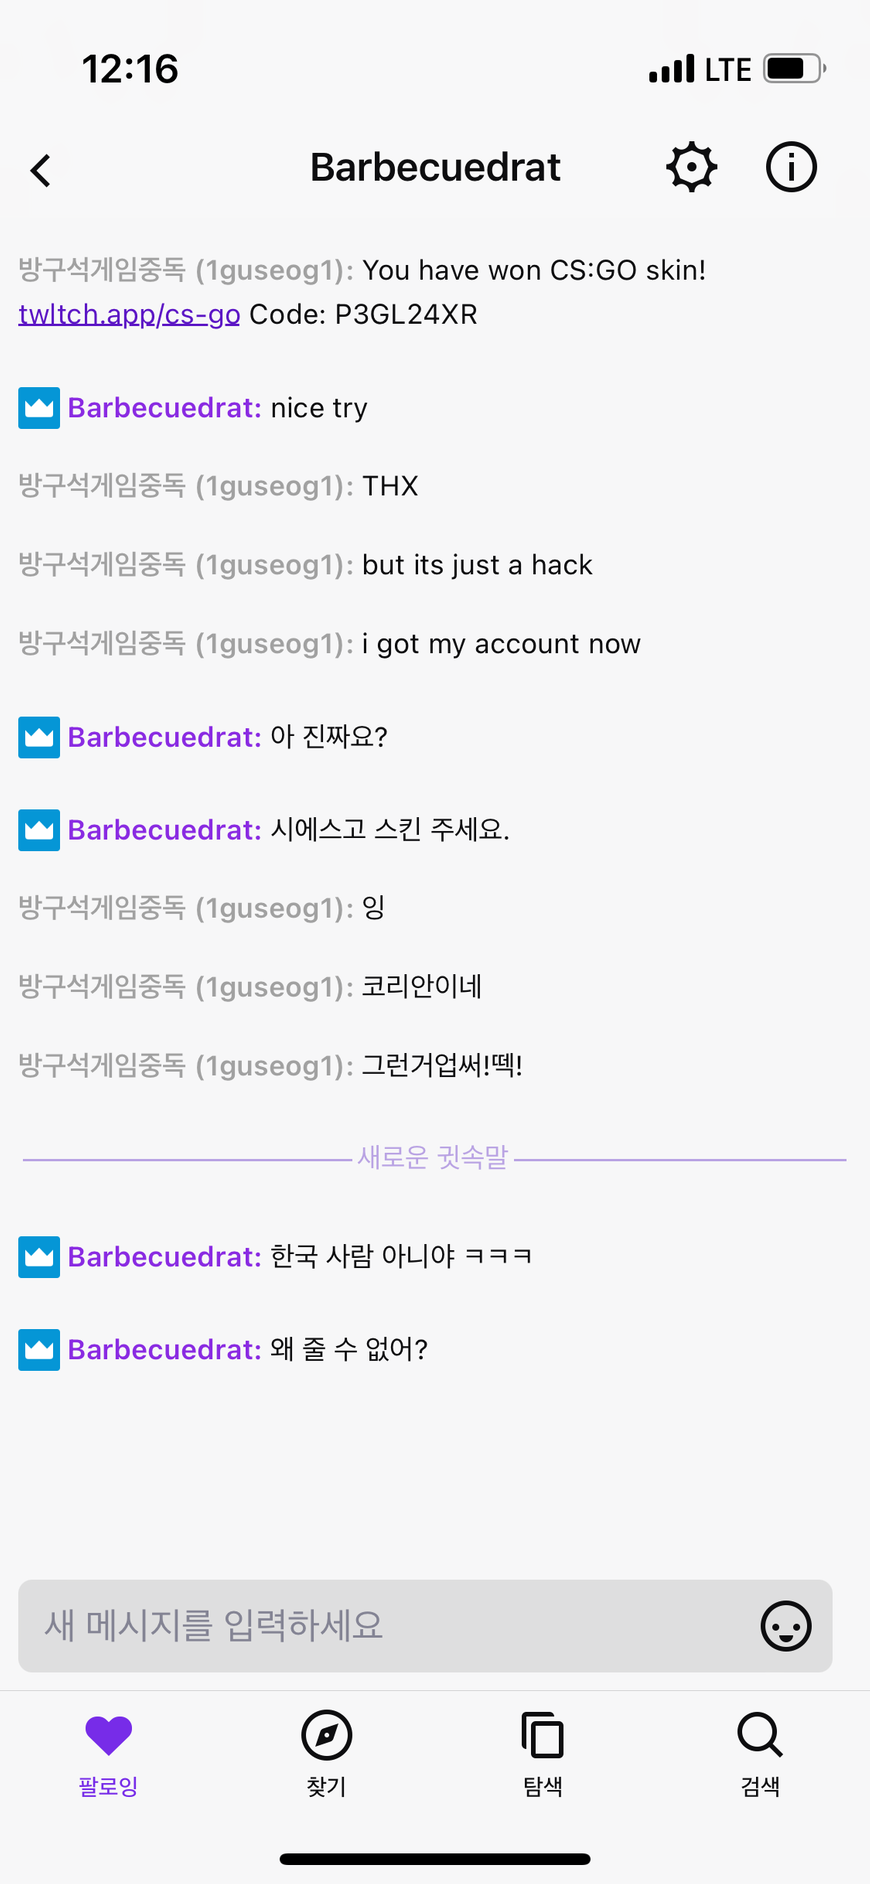 12:16
LTE
Barbecuedrat
방구석게임중독 (1guseog1): You have won CS:GO skin!
twltch.app/cs-go Code: P3GL24XR
Barbecuedrat: nice try
방구석게임중독 (1guseog1): THX
방구석게임중독 (1guseog1): but its just a hack
방구석게임중독 (1guseog1): i got my account now
Barbecuedrat: 아 진짜요?
Barbecuedrat: 시에스고 스킨 주세요.
방구석게임중독 (1guseog1): 잉
방구석게임중독 (1guseog1): 코리안이네
방구석게임중독 (1guseog1): 그런거업써!떽!
새로운 귓속말
Barbecuedrat: 한국 사람 아니야 ㅋㅋㅋ
Barbecuedrat: 왜 줄 수 없어?
새 메시지를 입력하세요
팔로잉
찾기
탐색
검색